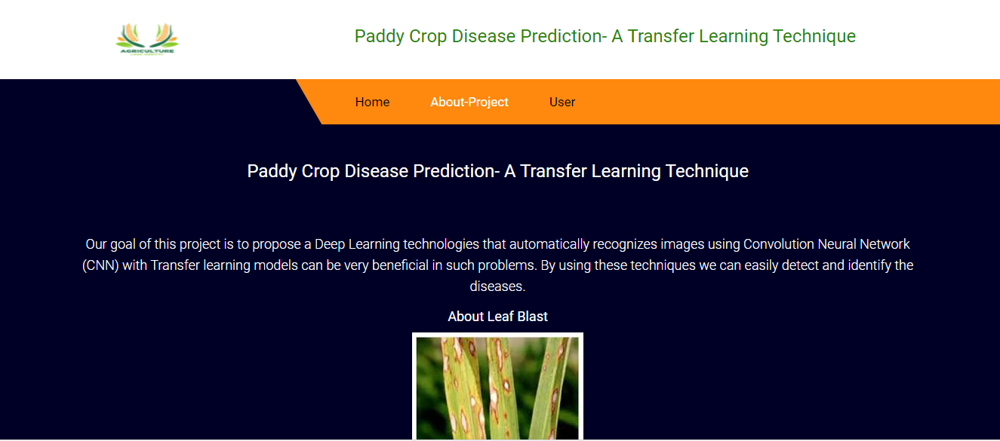 Paddy Crop Disease Prediction- A Transfer Learning Technique
AGRICULTURE
Home About-Project User
Paddy Crop Disease Prediction- A Transfer Learning Technique
Our goal of this project is to propose a Deep Learning technologies that automatically recognizes images using Convolution Neural Network
(CNN) with Transfer learning models can be very beneficial in such problems. By using these techniques we can easily detect and identify the
diseases.
About Leaf Blast